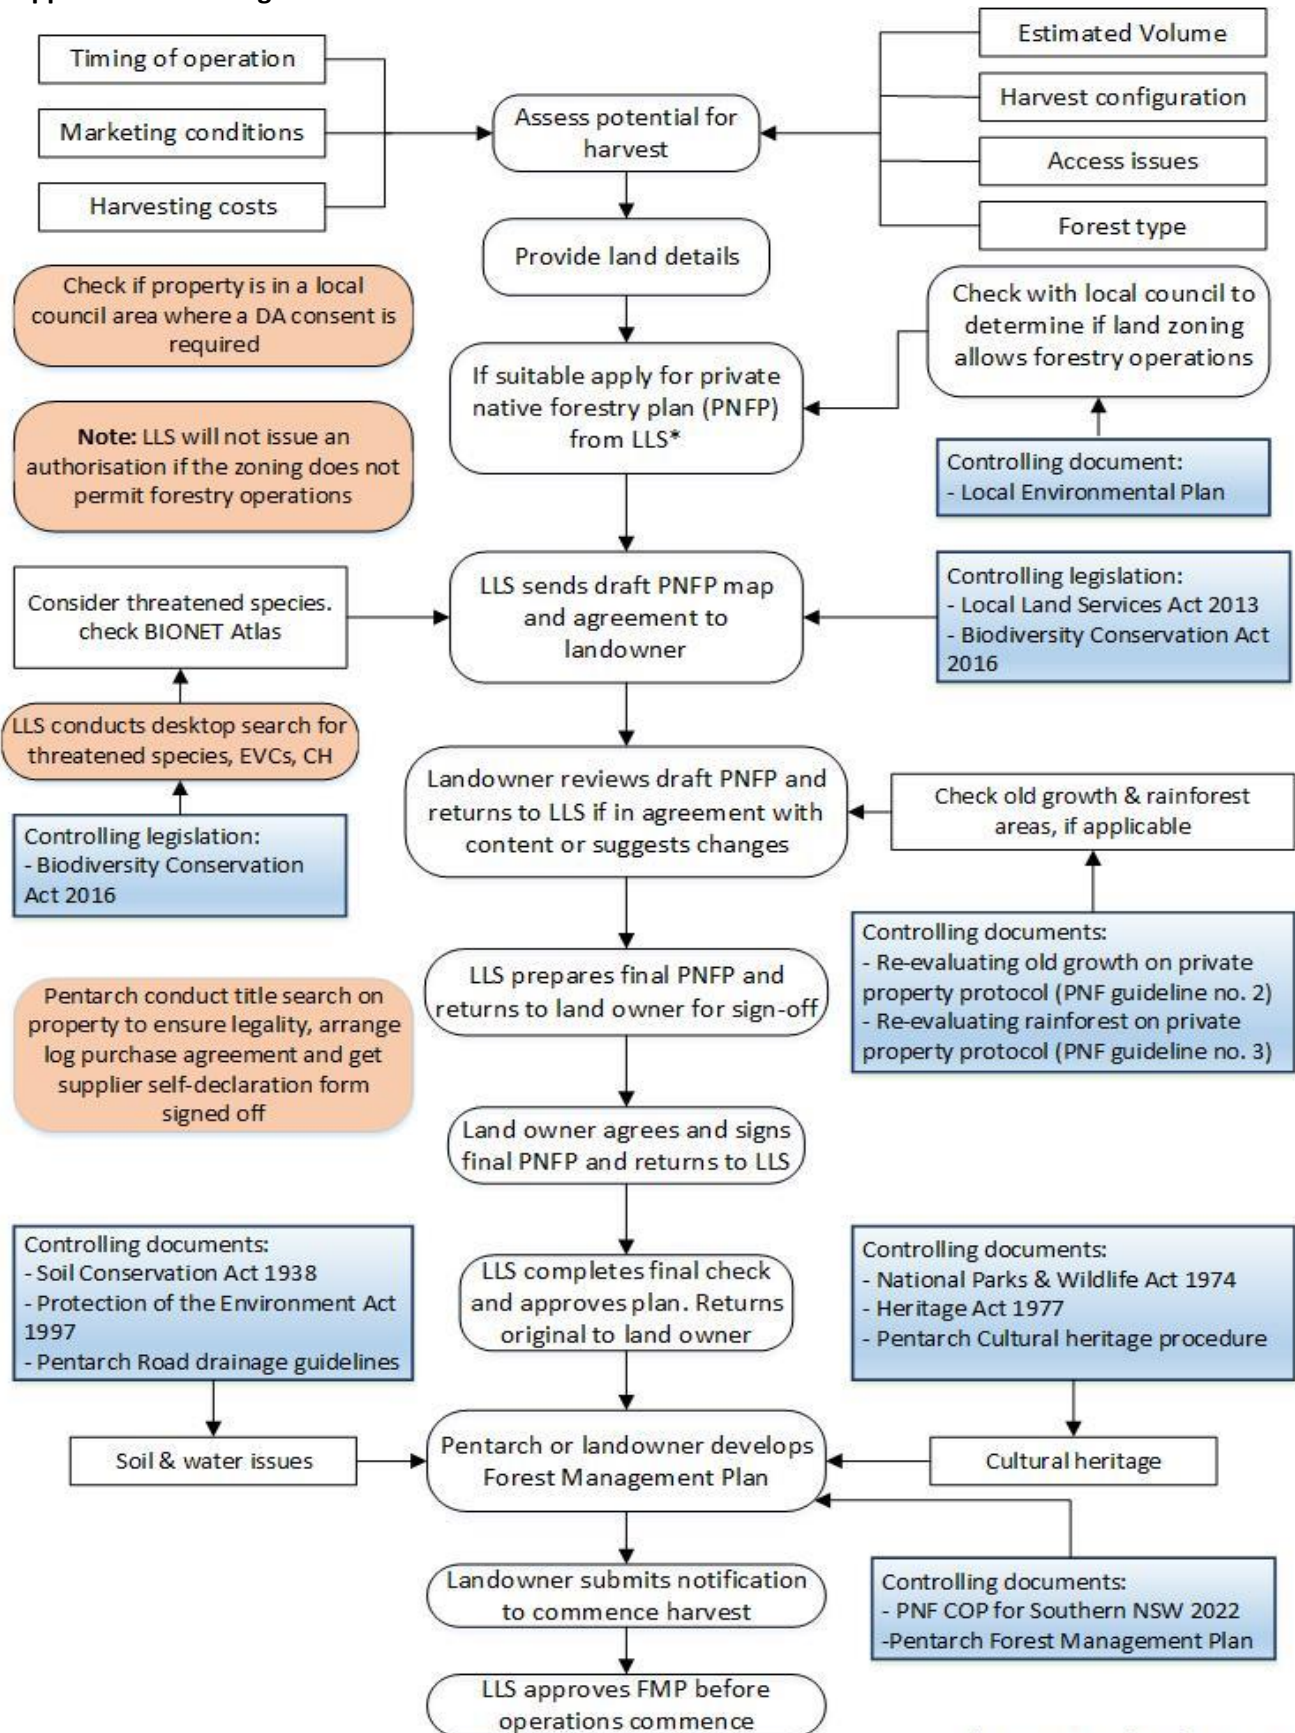 Timing of operation
Marketing conditions
Harvesting costs
Assess potential for
harvest
Estimated Volume
Harvest configuration
Access issues
Forest type
Provide land details
Check if property is in a local
council area where a DA consent is
required
Check with local council to
determine if land zoning
allows forestry operations
If suitable apply for private
native forestry plan (PNFP)
from LLS*
Note: LLS will not issue an
authorisation if the zoning does not
permit forestry operations
Controlling document:
- Local Environmental Plan
Consider threatened species.
check BIONET Atlas
LLS sends draft PNFP map
and agreement to
landowner
Controlling legislation:
- Local Land Services Act 2013
- Biodiversity Conservation Act
2016
LLS conducts desktop search for
threatened species, EVCs, CH
Controlling legislation:
- Biodiversity Conservation
Act 2016
Landowner reviews draft PNFP and
returns to LLS if in agreement with
content or suggests changes
Check old growth & rainforest
areas, if applicable
Controlling documents:
- Re-evaluating old growth on private
property protocol (PNF guideline no. 2)
- Re-evaluating rainforest on private
property protocol (PNF guideline no. 3)
LLS prepares final PNFP and
returns to land owner for sign-off
Pentarch conduct title search on
property to ensure legality, arrange
log purchase agreement and get
supplier self-declaration form
signed off
Land owner agrees and signs
final PNFP and returns to LLS
Controlling documents:
- Soil Conservation Act 1938
- Protection of the Environment Act
1997
- Pentarch Road drainage guidelines
LLS completes final check
and approves plan. Returns
original to land owner
Controlling documents:
- National Parks & Wildlife Act 1974
- Heritage Act 1977
- Pentarch Cultural heritage procedure
Soil & water issues
Pentarch or landowner develops
Forest Management Plan
Cultural heritage
Landowner submits notification
to commence harvest
Controlling documents:
- PNF COP for Southern NSW 2022
-Pentarch Forest Management Plan
LLS approves FMP before
operations commence